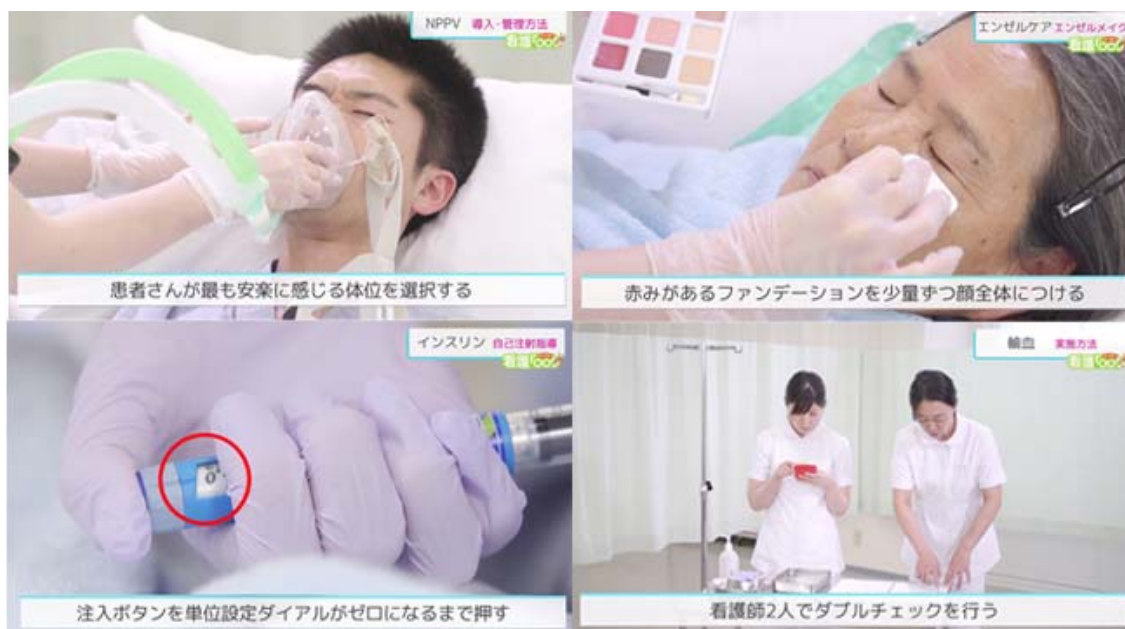 NPPV 導入・管理方法
看護roo!
患者さんが最も安楽に感じる体位を選択する
エンゼルケア エンゼルメイク
看護roo!
赤みがあるファンデーションを少量ずつ顔全体につける
インスリン 自己注射指導
看護roo!
0
注入ボタンを単位設定ダイアルがゼロになるまで押す
輸血 実施方法
看護roo!
看護師2人でダブルチェックを行う